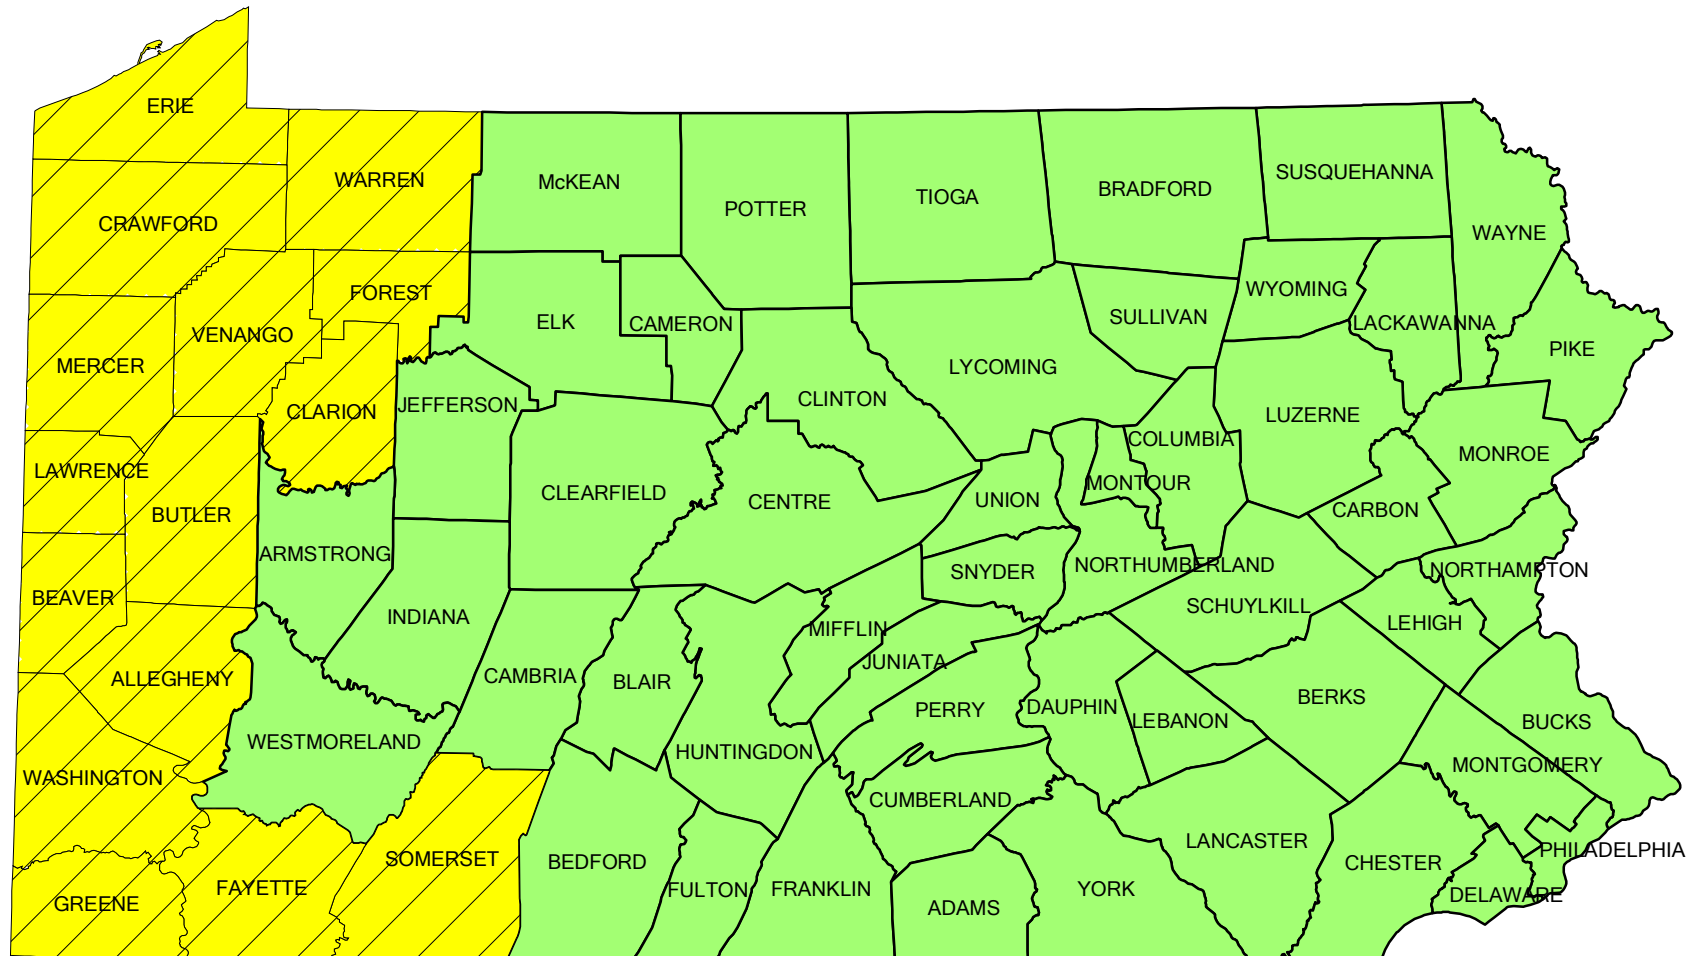 ERIE
WARREN
McKEAN
POTTER
TIOGA
BRADFORD
SUSQUEHANNA
WAYNE
CRAWFORD
FOREST
VENANGO
ELK
CAMERON
SULLIVAN
WYOMING
LACKAWANNA
PIKE
MERCER
CLARION
JEFFERSON
CLINTON
LYCOMING
COLUMBIA
LUZERNE
MONROE
LAWRENCE
BUTLER
CLEARFIELD
CENTRE
UNION
MONTOUR
CARBON
ARMSTRONG
BEAVER
INDIANA
SNYDER
NORTHUMBERLAND
NORTHAMPTON
SCHUYLKILL
LEHIGH
MIFFLIN
JUNIATA
ALLEGHENY
CAMBRIA
BLAIR
PERRY
DAUPHIN
LEBANON
BERKS
BUCKS
WESTMORELAND
HUNTINGDON
WASHINGTON
MONTGOMERY
CUMBERLAND
LANCASTER
PHILADELPHIA
SOMERSET
BEDFORD
CHESTER
GREENE
FAYETTE
FULTON
FRANKLIN
ADAMS
YORK
DELAWARE